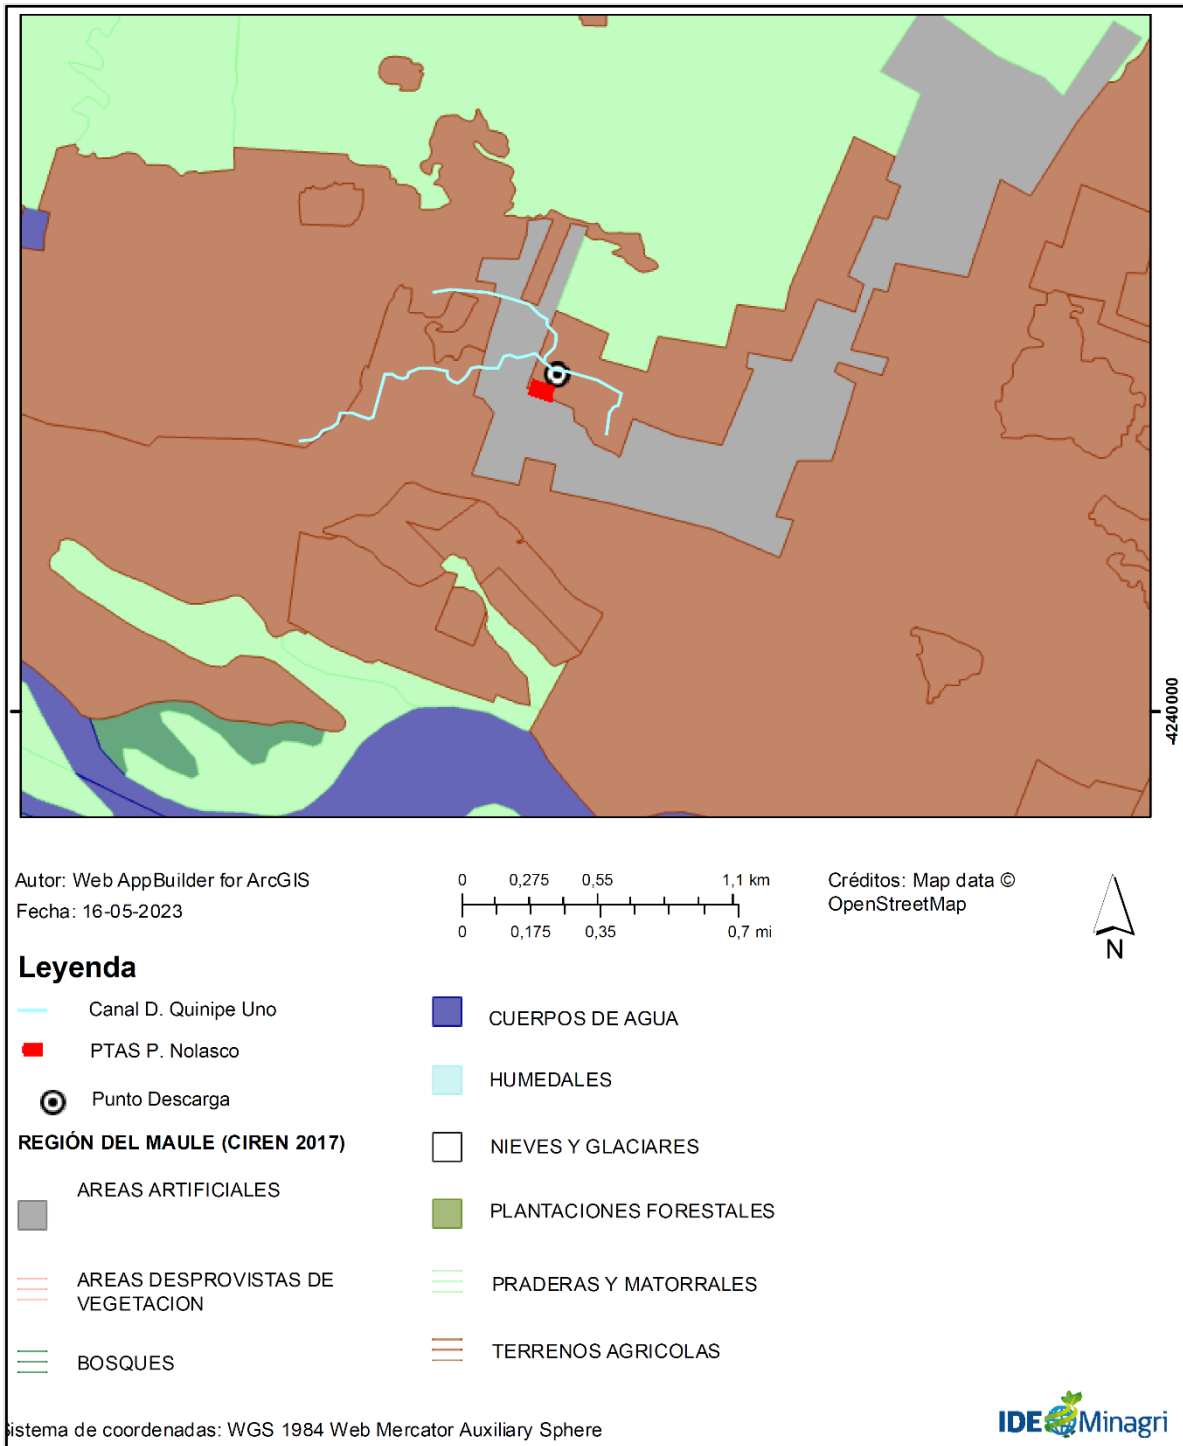 -4240000
Autor: Web AppBuilder for ArcGIS
Fecha: 16-05-2023
0 0,275 0,55 1,1 km
0 0,175 0,35 0,7 mi
Créditos: Map data ©
OpenStreetMap
N
Leyenda
Canal D. Quinipe Uno
PTAS P. Nolasco
Punto Descarga
REGIÓN DEL MAULE (CIREN 2017)
AREAS ARTIFICIALES
AREAS DESPROVISTAS DE
VEGETACION
BOSQUES
CUERPOS DE AGUA
HUMEDALES
NIEVES Y GLACIARES
PLANTACIONES FORESTALES
PRADERAS Y MATORRALES
TERRENOS AGRICOLAS
Sistema de coordenadas: WGS 1984 Web Mercator Auxiliary Sphere
IDE Minagri